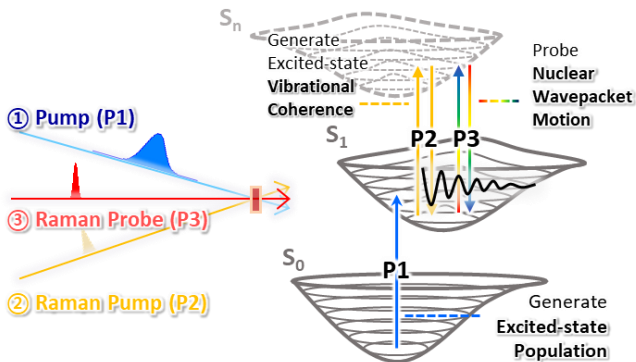 Sn
Generate
Excited-state
Vibrational
Coherence
Probe
Nuclear
Wavepacket
Motion
① Pump (P1)
S1
P2
P3
③ Raman Probe (P3)
S0
P1
② Raman Pump (P2)
Generate
Excited-state
Population